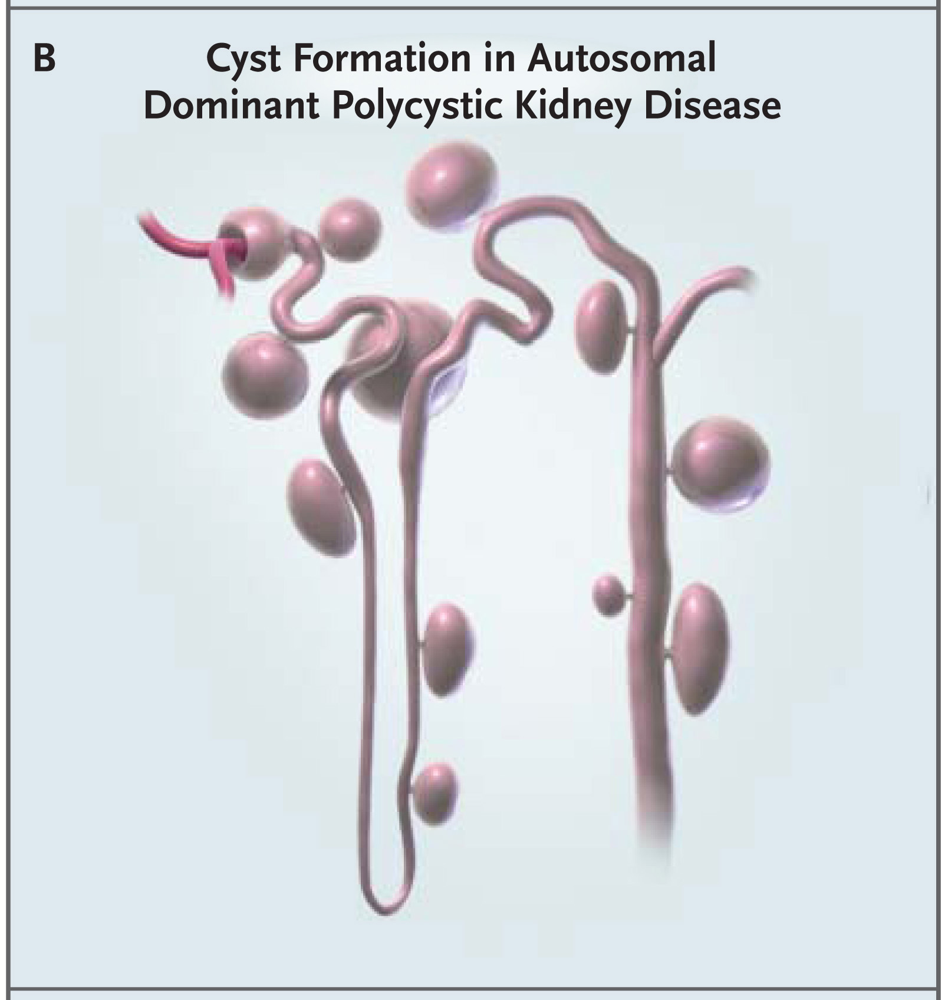 B
Cyst Formation in Autosomal
Dominant Polycystic Kidney Disease